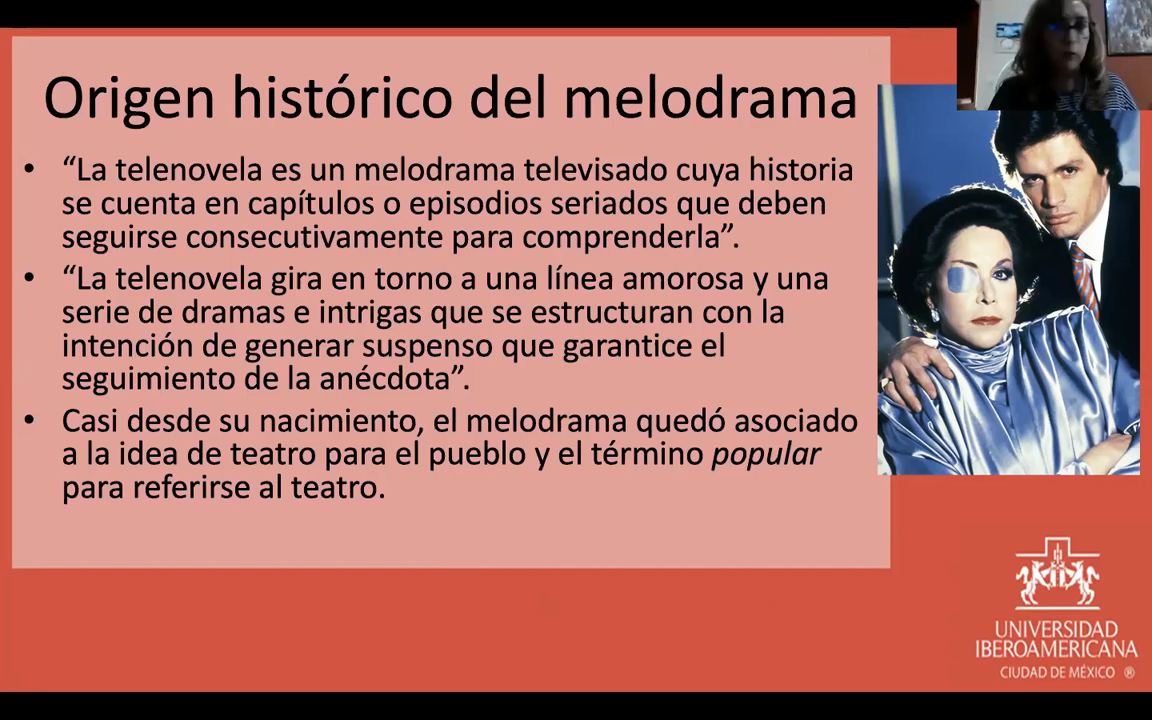 Origen histórico del melodrama
• “La telenovela es un melodrama televisado cuya historia
se cuenta en capítulos o episodios seriados que deben
seguirse consecutivamente para comprenderla”.
• “La telenovela gira en torno a una línea amorosa y una
serie de dramas e intrigas que se estructuran con la
intención de generar suspenso que garantice el
seguimiento de la anécdota”.
• Casi desde su nacimiento, el melodrama quedó asociado
a la idea de teatro para el pueblo y el término popular
para referirse al teatro.
UNIVERSIDAD
IBEROAMERICANA
CIUDAD DE MÉXICO ®